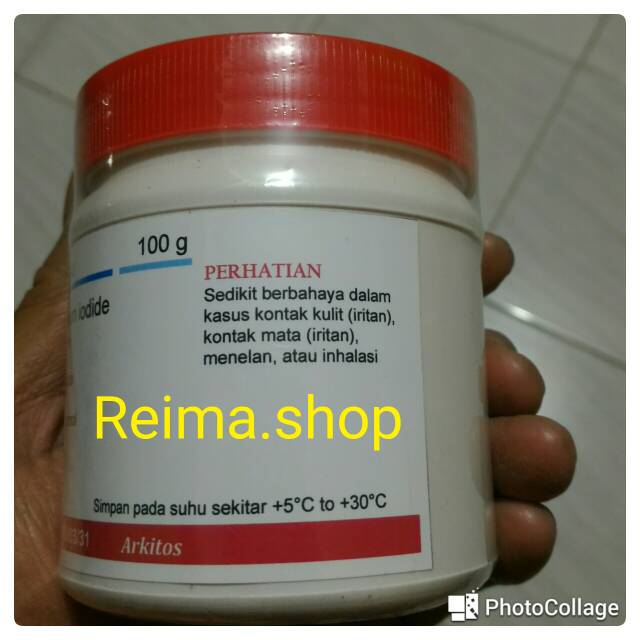 100 g
PERHATIAN
Sedikit berbahaya dalam
kasus kontak kulit (iritan),
kontak mata (iritan),
menelan, atau inhalasi
iodide
Reima.shop
Simpan pada suhu sekitar +5°C to +30°C
Arkitos
PhotoCollage